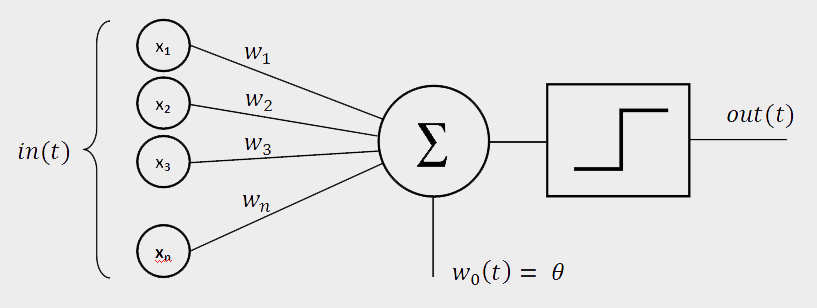 x₁
w₁
x₂
w₂
in(t)
x₃
w₃
xₙ
wₙ
Σ
out(t)
w₀(t) = θ